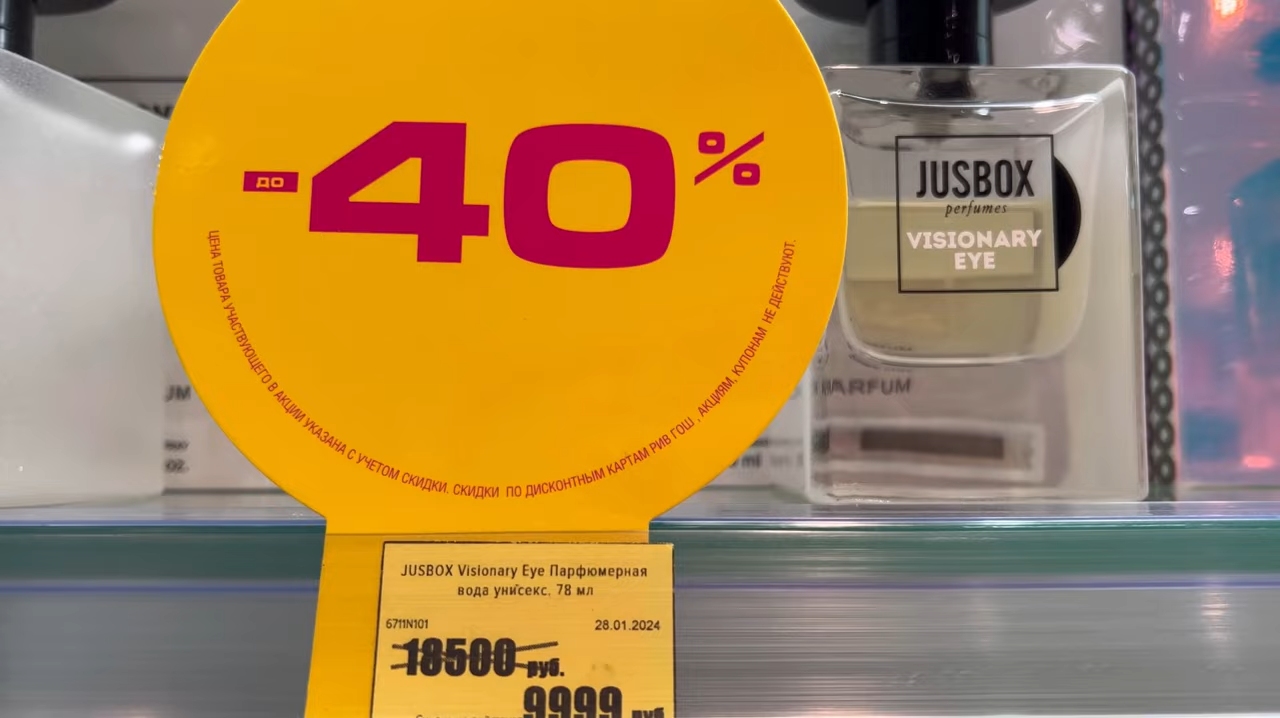 до
-40%
ЦЕНА ТОВАРА УЧАСТВУЮЩЕГО В АКЦИИ УКАЗАНА С УЧЕТОМ СКИДКИ. СКИДКИ ПО ДИСКОНТНЫМ КАРТАМ РИВ ГОШ , АКЦИЯМ, КУПОНАМ НЕ ДЕЙСТВУЮТ.
JUSBOX
perfumes
VISIONARY
EYE
ARFUM
JUSBOX Visionary Eye Парфюмерная
вода унисекс, 78 мл
6711N101 28.01.2024
18500 руб.
9999 руб